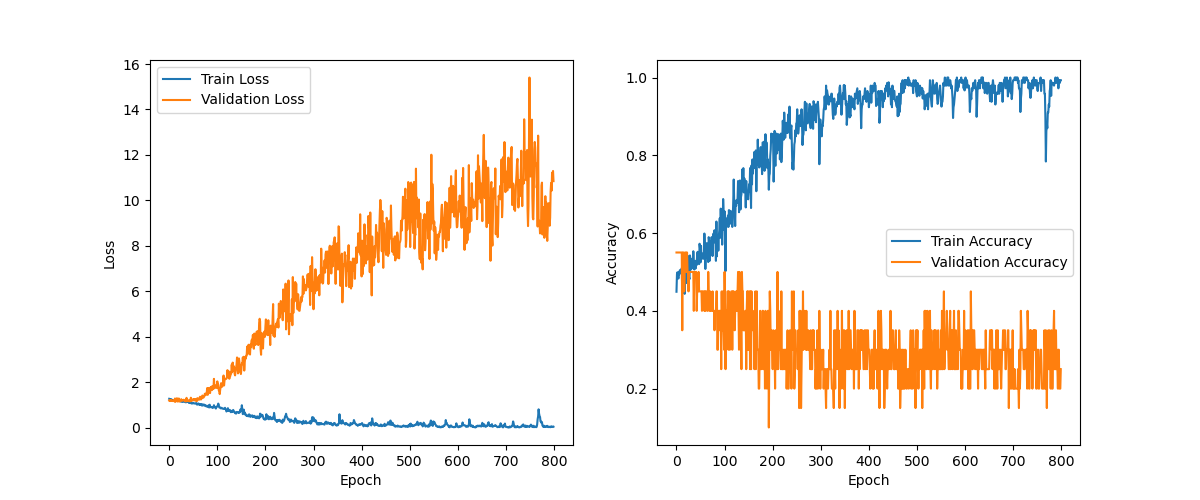 16
14
12
10
8
6
4
2
0
Loss
Train Loss
Validation Loss
0 100 200 300 400 500 600 700 800
Epoch
1.0
0.8
0.6
0.4
0.2
Accuracy
Train Accuracy
Validation Accuracy
0 100 200 300 400 500 600 700 800
Epoch